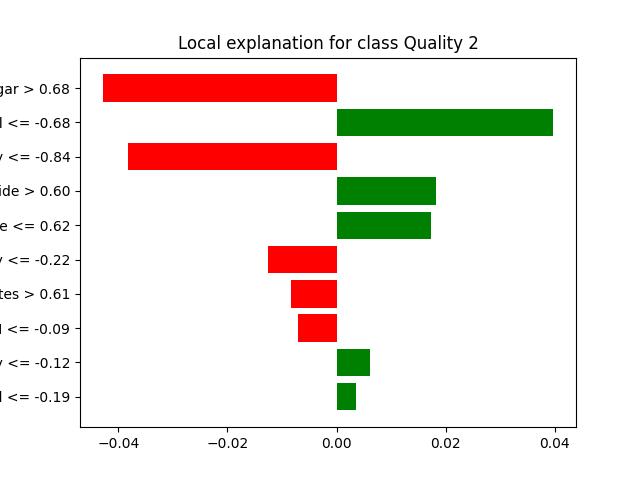 Local explanation for class Quality 2
gar > 0.68
l <= -0.68
y <= -0.84
ide > 0.60
e <= 0.62
y <= -0.22
tes > 0.61
<= -0.09
y <= -0.12
l <= -0.19
−0.04 −0.02 0.00 0.02 0.04